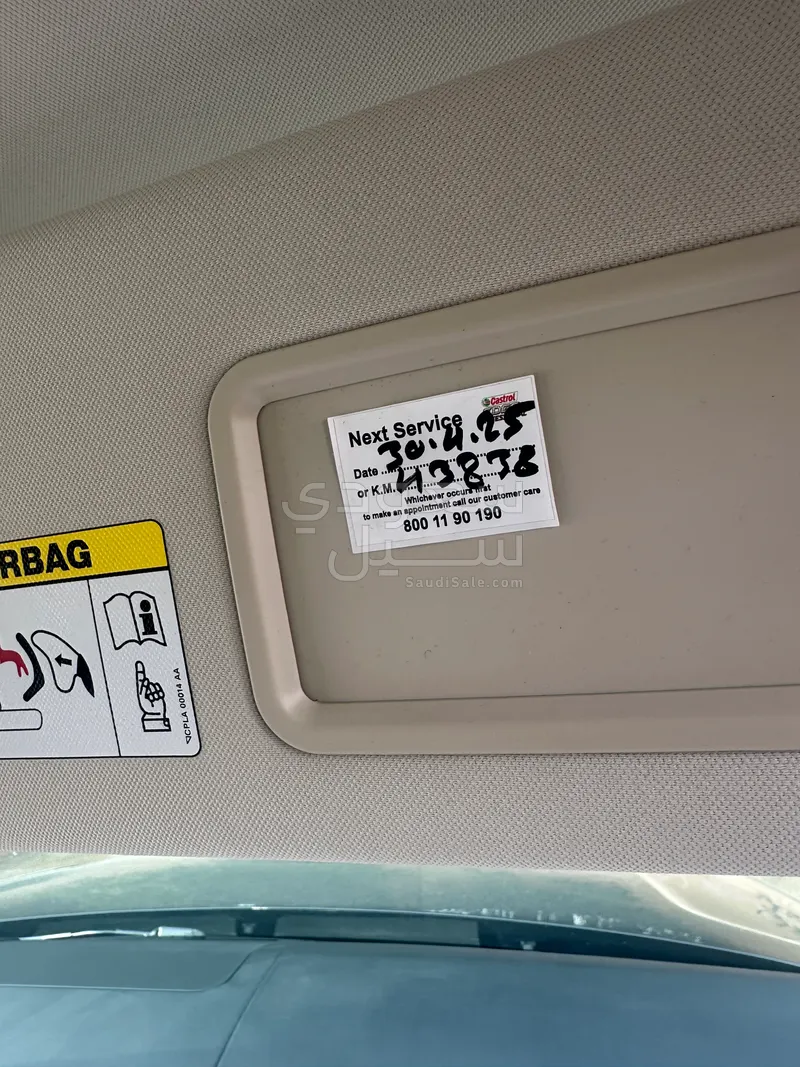 Castrol
Next Service
Date ..... 30.4.25
or K.M. ..... 43838
Whichever occurs first
to make an appointment call our customer care
800 11 90 190
RBAG
CPLA 00014 AA
سعودي
سيل
SaudiSale.com